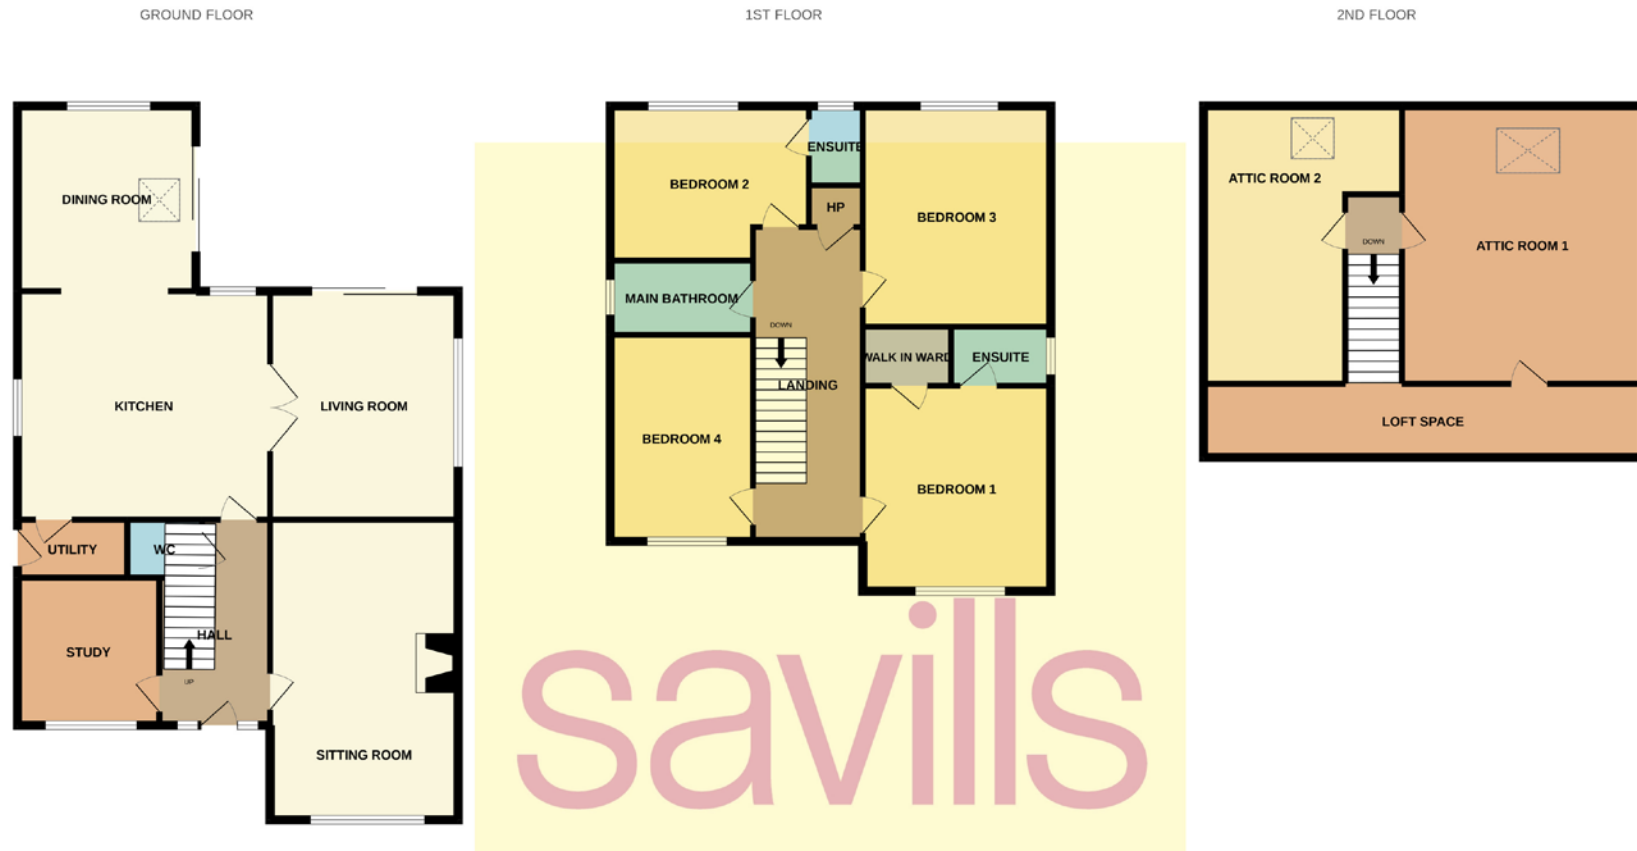 GROUND FLOOR
1ST FLOOR
2ND FLOOR
DINING ROOM
KITCHEN
LIVING ROOM
UTILITY
WC
STUDY
HALL
UP
SITTING ROOM
BEDROOM 2
ENSUITE
HP
BEDROOM 3
MAIN BATHROOM
DOWN
WALK IN WARD
ENSUITE
LANDING
BEDROOM 4
BEDROOM 1
savills
ATTIC ROOM 2
DOWN
ATTIC ROOM 1
LOFT SPACE